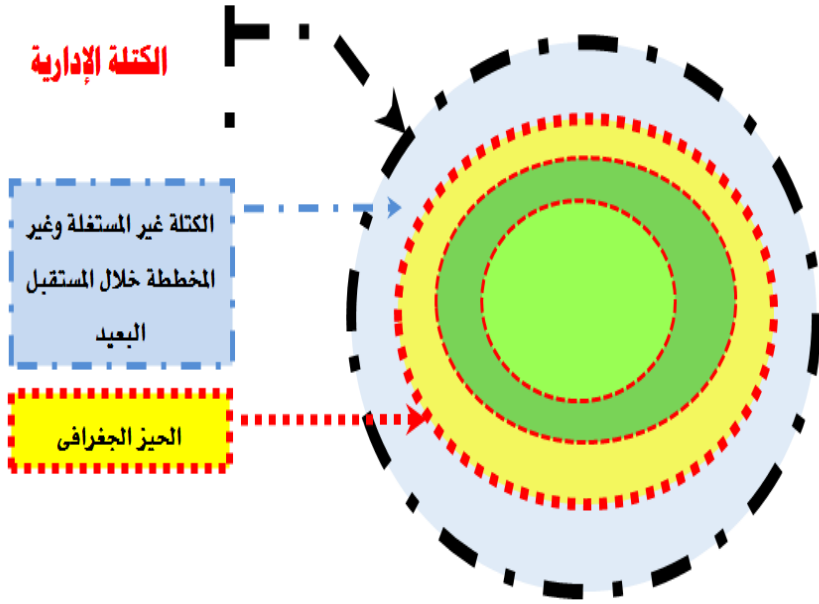 الكتلة الإدارية
الكتلة غير المستغلة وغير
المخططة خلال المستقبل
البعيد
الحيز الجغرافى